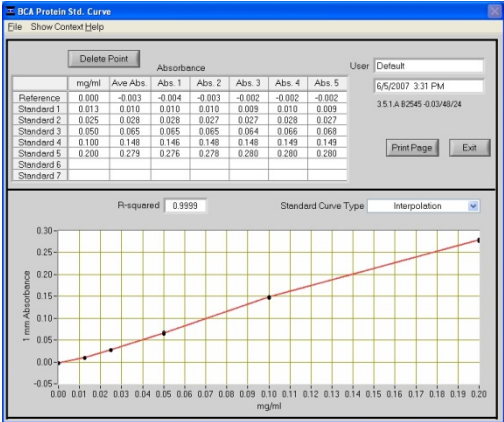 BCA Protein Std. Curve
File Show Context Help
Delete Point
Absorbance
User Default
6/5/2007 3:31 PM
3.5.1.A B2545 -0.03/48/24
mg/ml Ave Abs. Abs. 1 Abs. 2 Abs. 3 Abs. 4 Abs. 5
Reference 0.000 -0.003 -0.004 -0.003 -0.002 -0.002 -0.002
Standard 1 0.013 0.010 0.010 0.010 0.009 0.010 0.009
Standard 2 0.025 0.028 0.028 0.027 0.027 0.028 0.027
Standard 3 0.050 0.065 0.065 0.065 0.064 0.066 0.068
Standard 4 0.100 0.148 0.146 0.148 0.148 0.149 0.149
Standard 5 0.200 0.279 0.276 0.278 0.280 0.280 0.280
Standard 6
Standard 7
Print Page Exit
R-squared 0.9999
Standard Curve Type Interpolation
1 mm Absorbance
0.30
0.25
0.20
0.15
0.10
0.05
0.00
-0.05
0.00 0.01 0.02 0.03 0.04 0.05 0.06 0.07 0.08 0.09 0.10 0.11 0.12 0.13 0.14 0.15 0.16 0.17 0.18 0.19 0.20
mg/ml